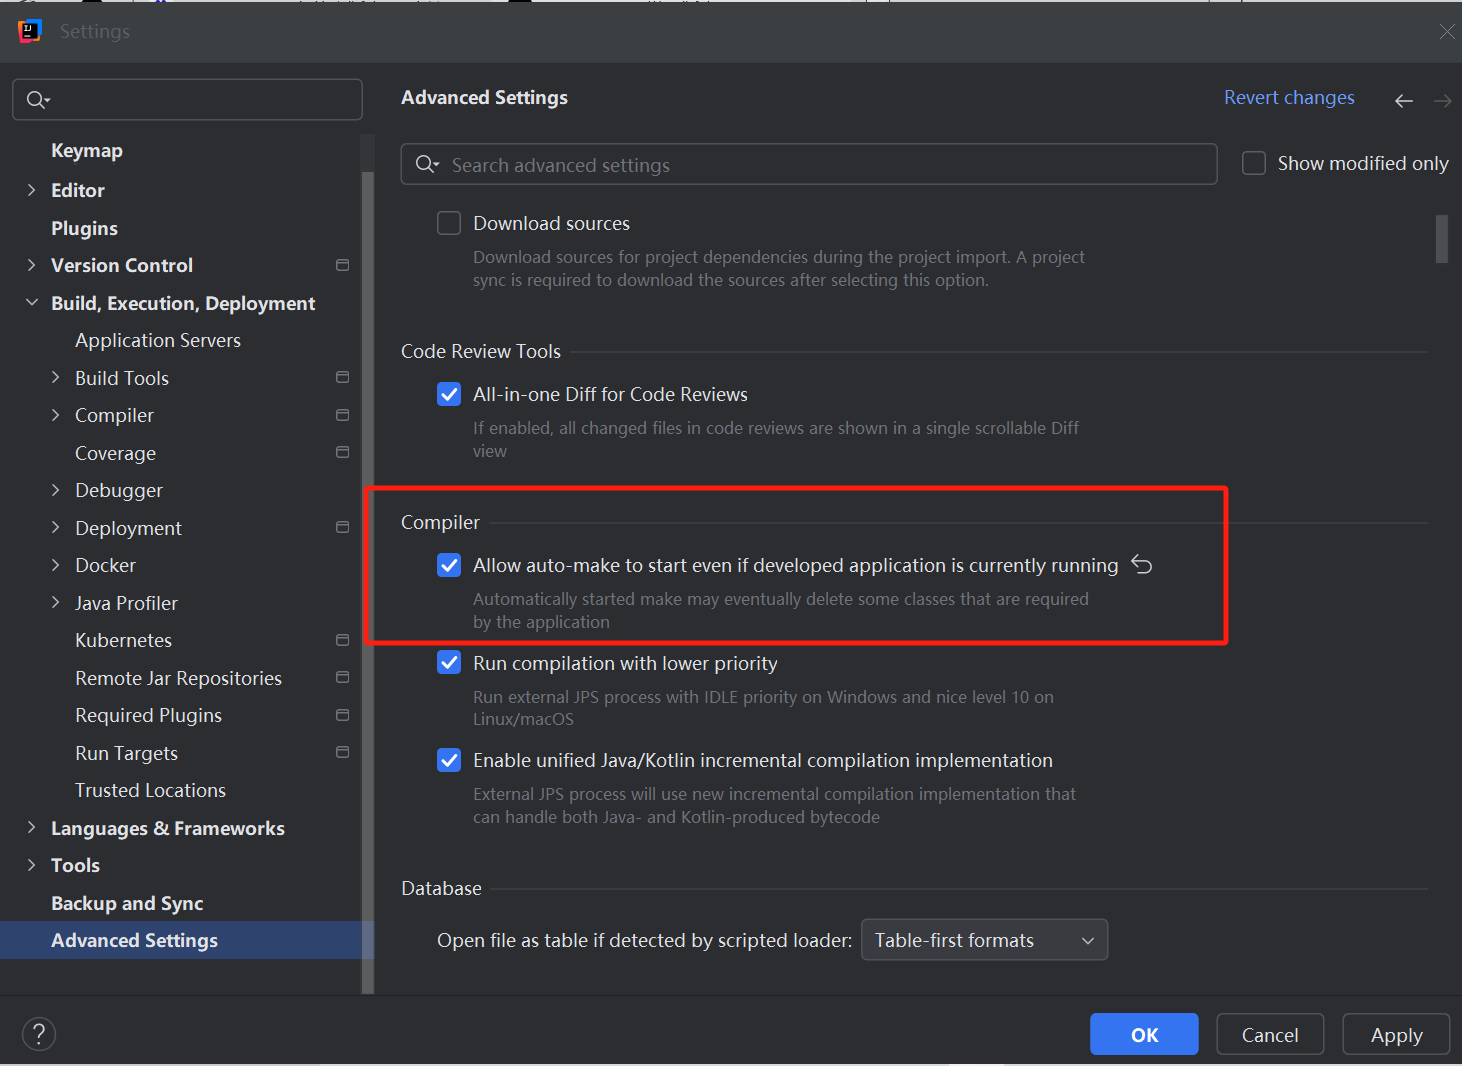 Settings
Keymap
Editor
Plugins
Version Control
Build, Execution, Deployment
Application Servers
Build Tools
Compiler
Coverage
Debugger
Deployment
Docker
Java Profiler
Kubernetes
Remote Jar Repositories
Required Plugins
Run Targets
Trusted Locations
Languages & Frameworks
Tools
Backup and Sync
Advanced Settings
Advanced Settings
Revert changes
Search advanced settings
Show modified only
Download sources
Download sources for project dependencies during the project import. A project
sync is required to download the sources after selecting this option.
Code Review Tools
All-in-one Diff for Code Reviews
If enabled, all changed files in code reviews are shown in a single scrollable Diff
view
Compiler
Allow auto-make to start even if developed application is currently running
Automatically started make may eventually delete some classes that are required
by the application
Run compilation with lower priority
Run external JPS process with IDLE priority on Windows and nice level 10 on
Linux/macOS
Enable unified Java/Kotlin incremental compilation implementation
External JPS process will use new incremental compilation implementation that
can handle both Java- and Kotlin-produced bytecode
Database
Open file as table if detected by scripted loader: Table-first formats
?
OK
Cancel
Apply